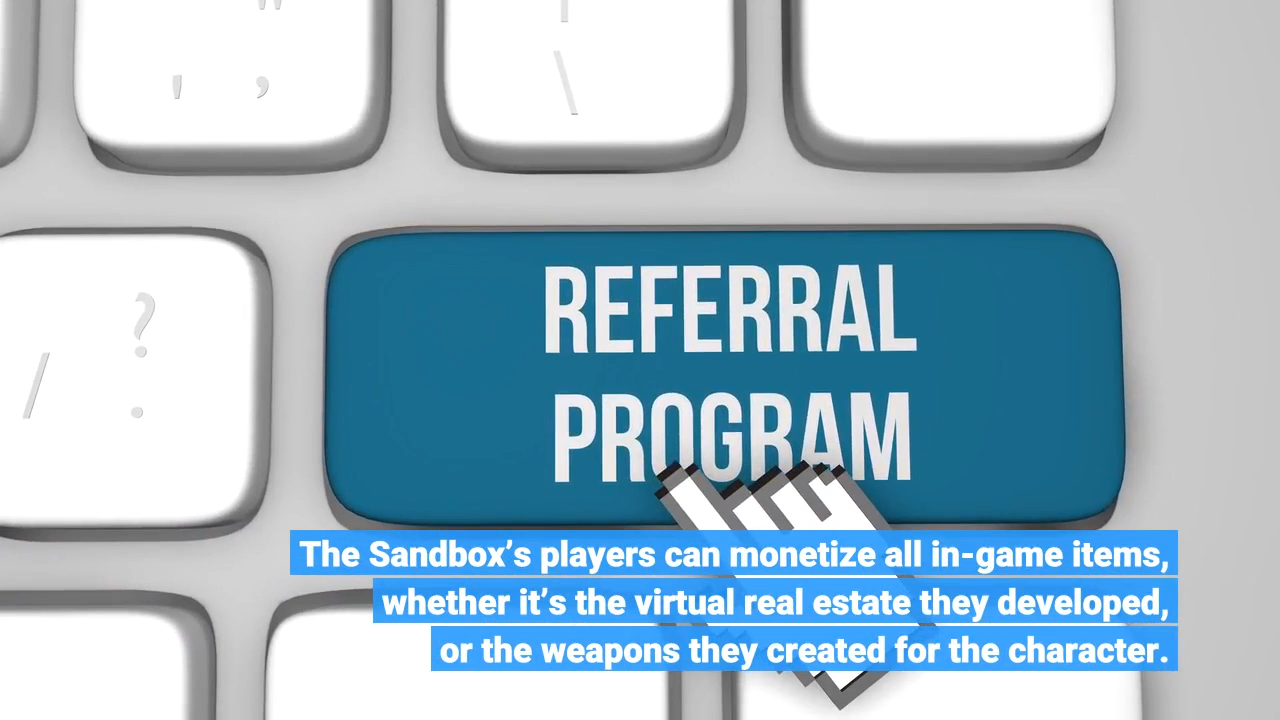 "
' ,
|
\
?
/ .
REFERRAL
PROGRAM
The Sandbox’s players can monetize all in-game items,
whether it’s the virtual real estate they developed,
or the weapons they created for the character.